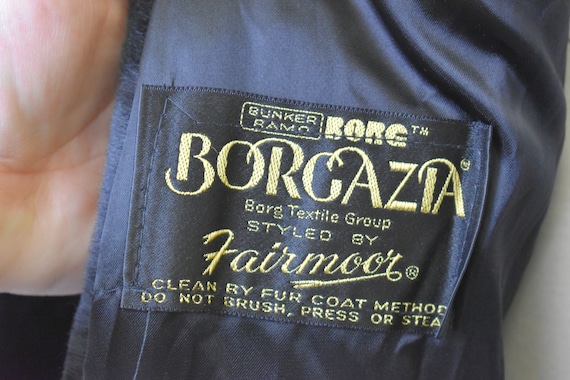 BUNKER
RAMO BORG™
BORGAZIA®
Borg Textile Group
STYLED BY
Fairmoor®
CLEAN BY FUR COAT METHOD
DO NOT BRUSH, PRESS OR STEA